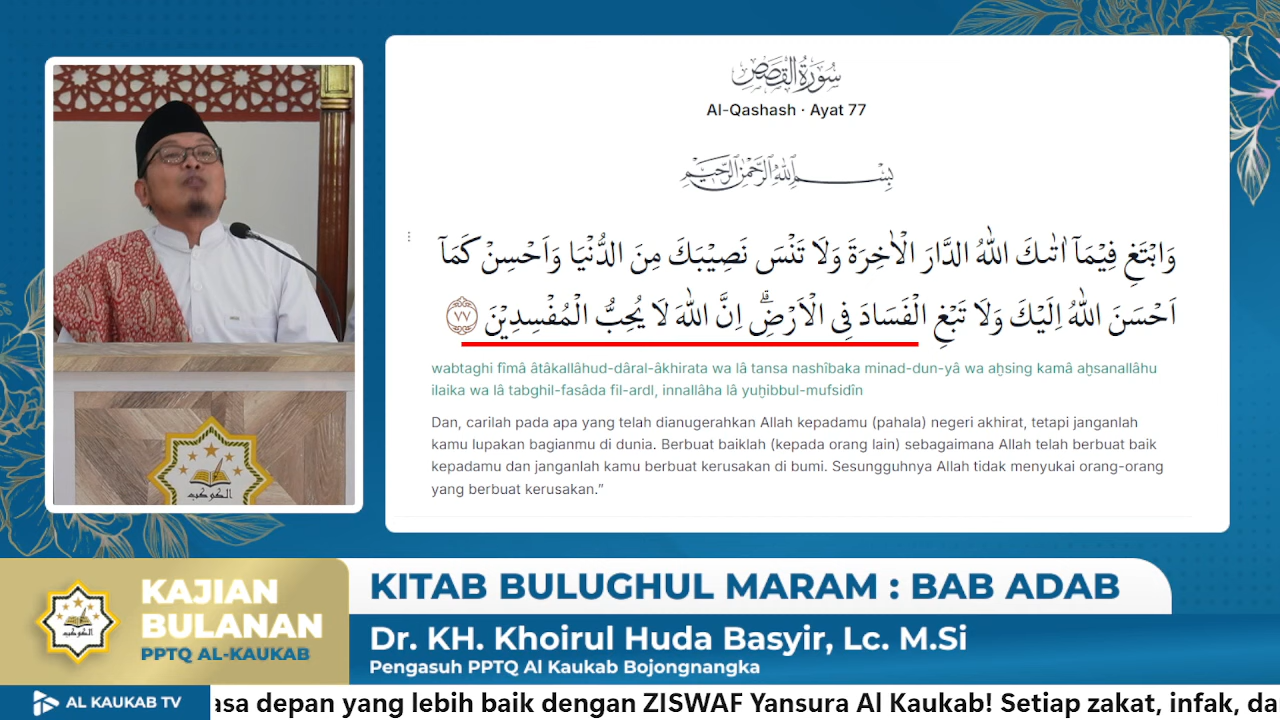 سُورَةُ القَصَصِ
Al-Qashash · Ayat 77
بِسْمِ اللّٰهِ الرَّحْمٰنِ الرَّحِيْمِ
وَابْتَغِ فِيْمَآ اٰتٰىكَ اللّٰهُ الدَّارَ الْاٰخِرَةَ وَلَا تَنْسَ نَصِيْبَكَ مِنَ الدُّنْيَا وَاَحْسِنْ كَمَآ
اَحْسَنَ اللّٰهُ اِلَيْكَ وَلَا تَبْغِ الْفَسَادَ فِى الْاَرْضِۗ اِنَّ اللّٰهَ لَا يُحِبُّ الْمُفْسِدِيْنَ ٧٧
wabtaghi fîmâ âtâkallâhud-dâral-âkhirata wa lâ tansa nashîbaka minad-dun-yâ wa aḫsing kamâ aḫsanallâhu
ilaika wa lâ tabghil-fasâda fil-ardl, innallâha lâ yuḫibbul-mufsidîn
Dan, carilah pada apa yang telah dianugerahkan Allah kepadamu (pahala) negeri akhirat, tetapi janganlah
kamu lupakan bagianmu di dunia. Berbuat baiklah (kepada orang lain) sebagaimana Allah telah berbuat baik
kepadamu dan janganlah kamu berbuat kerusakan di bumi. Sesungguhnya Allah tidak menyukai orang-orang
yang berbuat kerusakan.”
الكوكب
الكوكب
KAJIAN
BULANAN
PPTQ AL-KAUKAB
KITAB BULUGHUL MARAM : BAB ADAB
Dr. KH. Khoirul Huda Basyir, Lc. M.Si
Pengasuh PPTQ Al Kaukab Bojongnangka
AL KAUKAB TV
asa depan yang lebih baik dengan ZISWAF Yansura Al Kaukab! Setiap zakat, infak, da